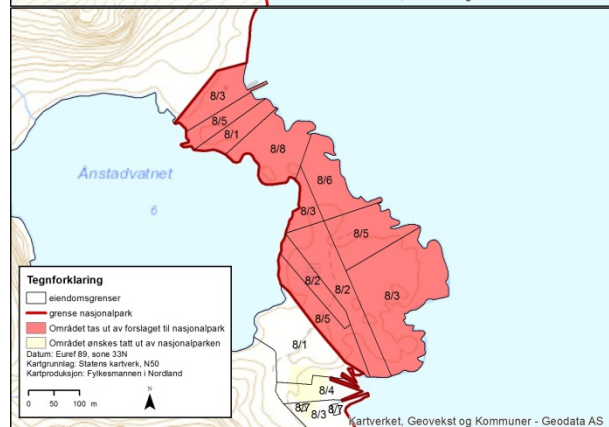 8/3
8/5
8/1
8/8
Ånstadvatnet
8/6
6
8/3
8/5
8/2
8/2
8/3
8/5
8/1
8/4
8/7
8/3
8/7
Tegnforklaring
eiendomsgrenser
grense nasjonalpark
Området tas ut av forslaget til nasjonalpark
Området ønskes tatt ut av nasjonalparken
Datum: Euref 89, sone 33N
Kartgrunnlag: Statens kartverk, N50
Kartproduksjon: Fylkesmannen i Nordland
0 50 100 m
N
Kartverket, Geovekst og Kommuner - Geodata AS